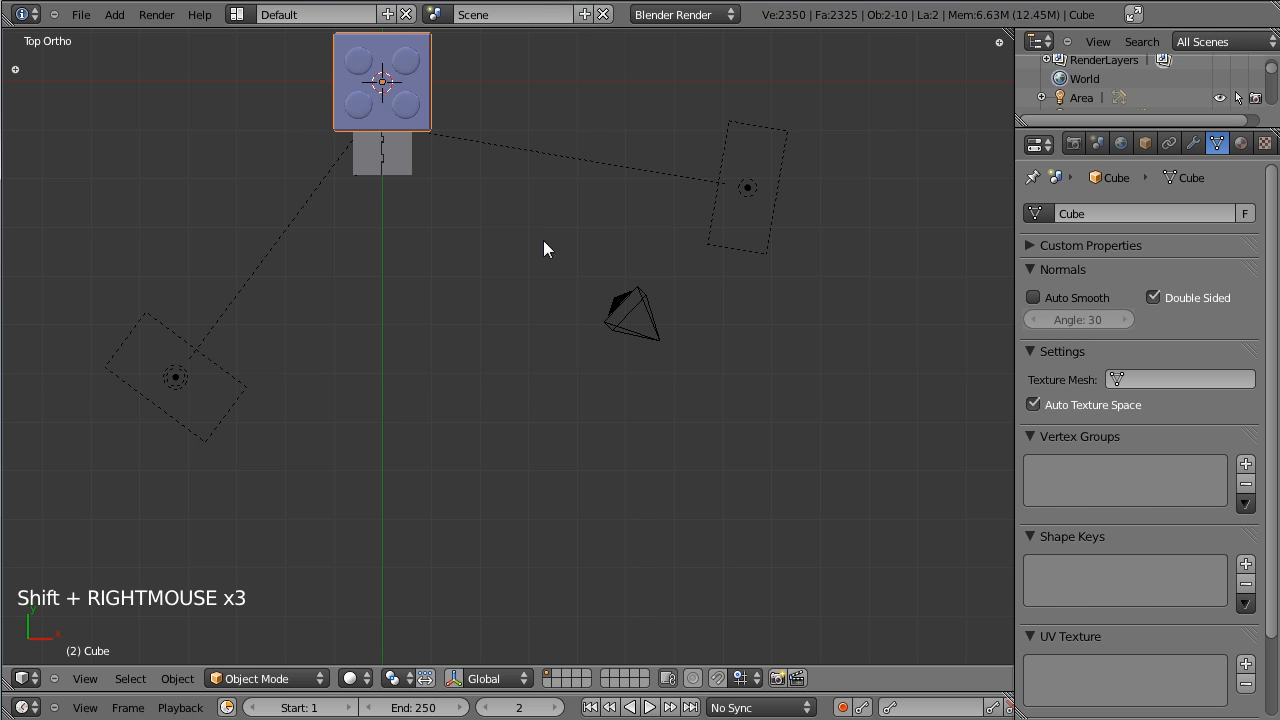 File Add Render Help Default Scene Blender Render Ve:2350 | Fa:2325 | Ob:2-10 | La:2 | Mem:6.63M (12.45M) | Cube
Top Ortho
View Search All Scenes
RenderLayers
World
Area
Cube Cube
Cube F
Custom Properties
Normals
Auto Smooth Double Sided
Angle: 30
Settings
Texture Mesh:
Auto Texture Space
Vertex Groups
Shape Keys
UV Texture
Shift + RIGHTMOUSE x3
y
x
(2) Cube
View Select Object Object Mode Global
View Frame Playback Start: 1 End: 250 2 No Sync